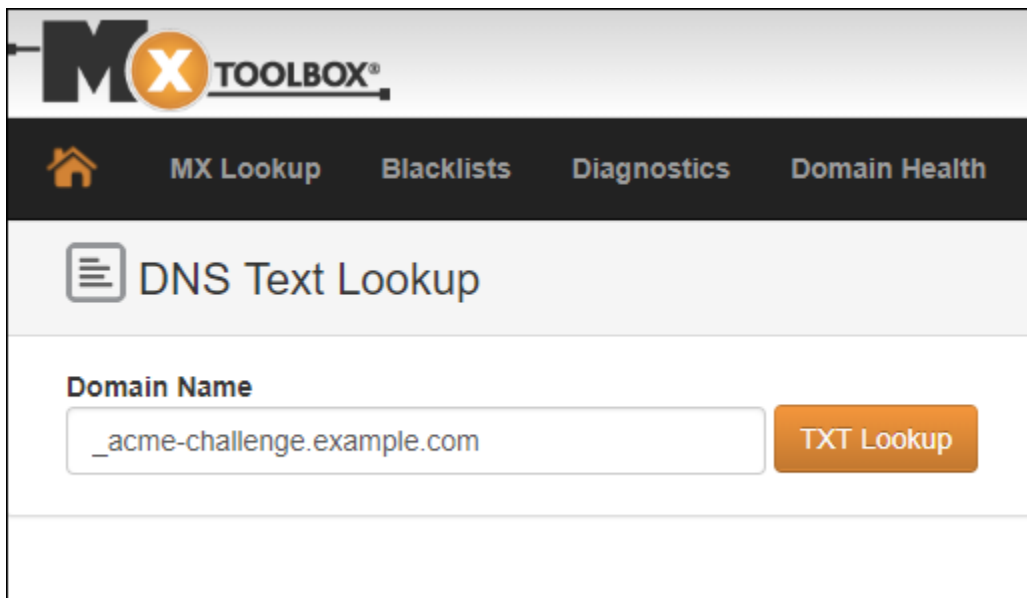 MX TOOLBOX®
MX Lookup Blacklists Diagnostics Domain Health
DNS Text Lookup
Domain Name
_acme-challenge.example.com TXT Lookup